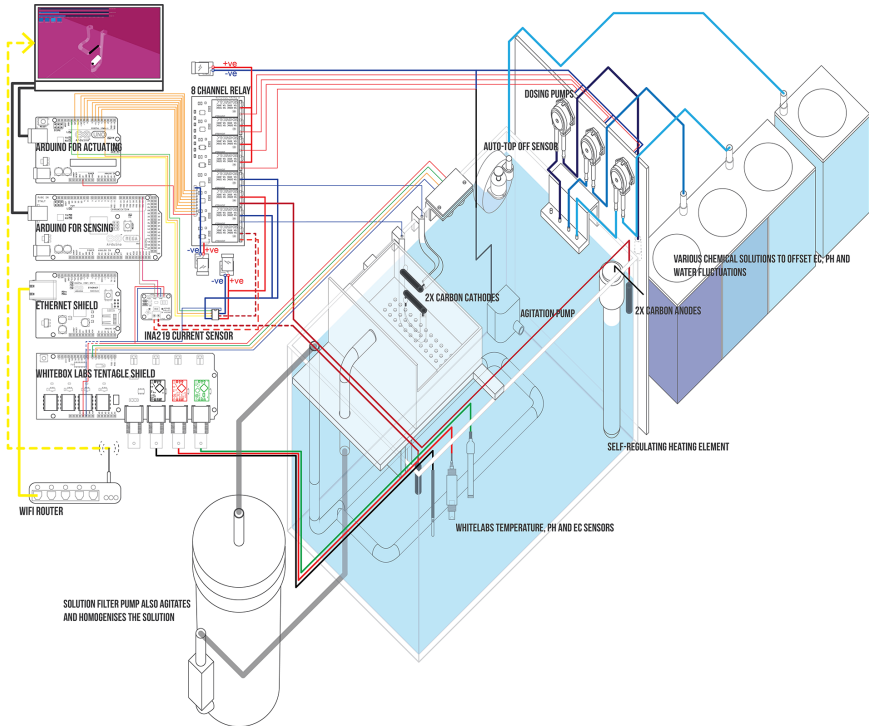 +ve
-ve
8 CHANNEL RELAY
DOSING PUMPS
ARDUINO FOR ACTUATING
AUTO-TOP OFF SENSOR
B
ARDUINO FOR SENSING
-ve
+ve
-ve
+ve
VARIOUS CHEMICAL SOLUTIONS TO OFFSET EC, PH AND
WATER FLUCTUATIONS
2X CARBON CATHODES
ETHERNET SHIELD
AGITATION PUMP
2X CARBON ANODES
INA219 CURRENT SENSOR
WHITEBOX LABS TENTACLE SHIELD
SELF-REGULATING HEATING ELEMENT
WIFI ROUTER
WHITELABS TEMPERATURE, PH AND EC SENSORS
SOLUTION FILTER PUMP ALSO AGITATES
AND HOMOGENISES THE SOLUTION